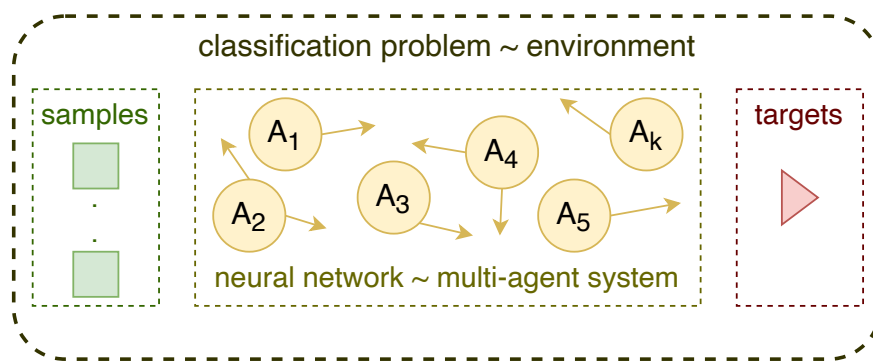 classification problem ~ environment
samples
A1
A2
A3
A4
A5
Ak
targets
.
.
neural network ~ multi-agent system